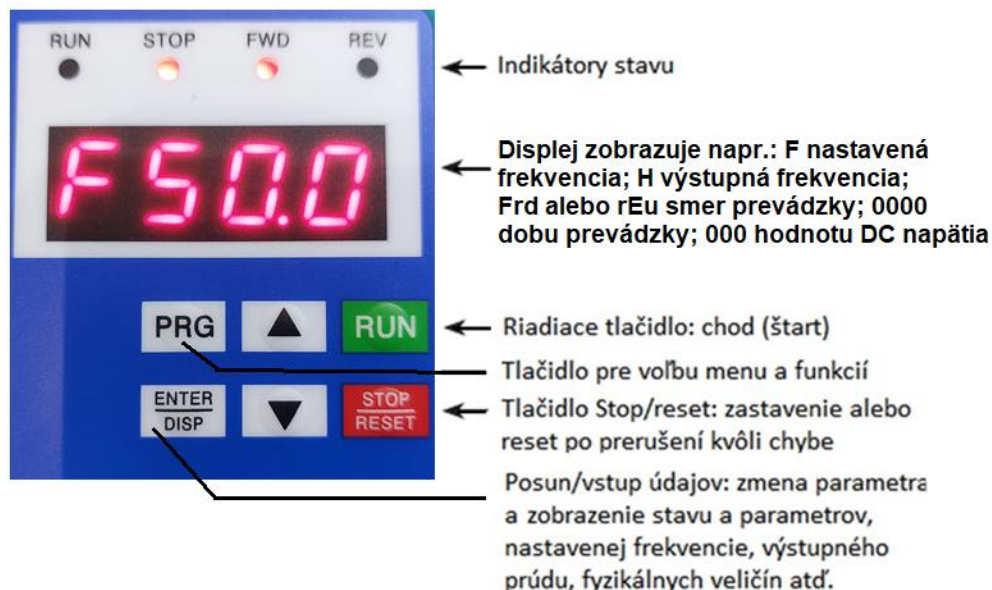 RUN STOP FWD REV
Indikátory stavu
F50.0
Displej zobrazuje napr.: F nastavená
frekvencia; H výstupná frekvencia;
Frd alebo rEu smer prevádzky; 0000
dobu prevádzky; 000 hodnotu DC napätia
PRG ▲ RUN
Riadiace tlačidlo: chod (štart)
Tlačidlo pre voľbu menu a funkcií
ENTER
DISP
▼
STOP
RESET
Tlačidlo Stop/reset: zastavenie alebo
reset po prerušení kvôli chybe
Posun/vstup údajov: zmena parametra
a zobrazenie stavu a parametrov,
nastavenej frekvencie, výstupného
prúdu, fyzikálnych veličín atď.